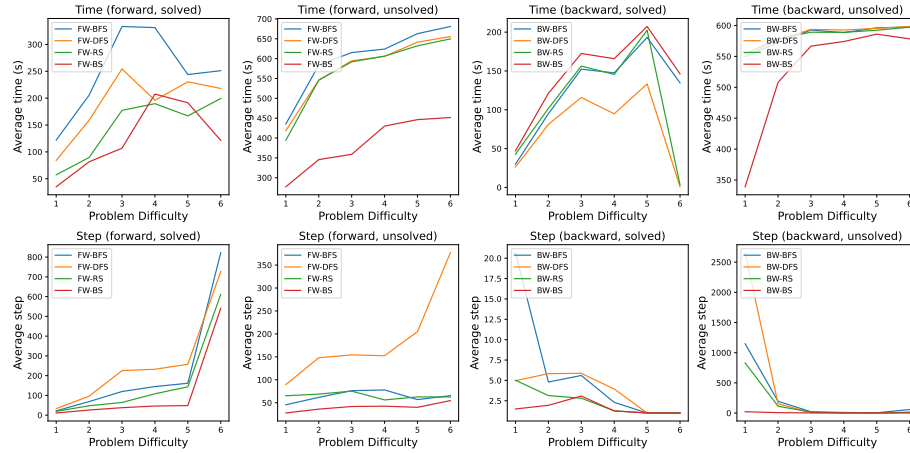 Time (forward, solved)
Average time (s)
300
250
200
150
100
50
FW-BFS
FW-DFS
FW-RS
FW-BS
1 2 3 4 5 6
Problem Difficulty
Time (forward, unsolved)
Average time (s)
700
650
600
550
500
450
400
350
300
FW-BFS
FW-DFS
FW-RS
FW-BS
1 2 3 4 5 6
Problem Difficulty
Time (backward, solved)
Average time (s)
200
150
100
50
0
BW-BFS
BW-DFS
BW-RS
BW-BS
1 2 3 4 5 6
Problem Difficulty
Time (backward, unsolved)
Average time (s)
600
550
500
450
400
350
BW-BFS
BW-DFS
BW-RS
BW-BS
1 2 3 4 5 6
Problem Difficulty
Step (forward, solved)
Average step
800
700
600
500
400
300
200
100
0
FW-BFS
FW-DFS
FW-RS
FW-BS
1 2 3 4 5 6
Problem Difficulty
Step (forward, unsolved)
Average step
350
300
250
200
150
100
50
FW-BFS
FW-DFS
FW-RS
FW-BS
1 2 3 4 5 6
Problem Difficulty
Step (backward, solved)
Average step
20.0
17.5
15.0
12.5
10.0
7.5
5.0
2.5
BW-BFS
BW-DFS
BW-RS
BW-BS
1 2 3 4 5 6
Problem Difficulty
Step (backward, unsolved)
Average step
2500
2000
1500
1000
500
0
BW-BFS
BW-DFS
BW-RS
BW-BS
1 2 3 4 5 6
Problem Difficulty